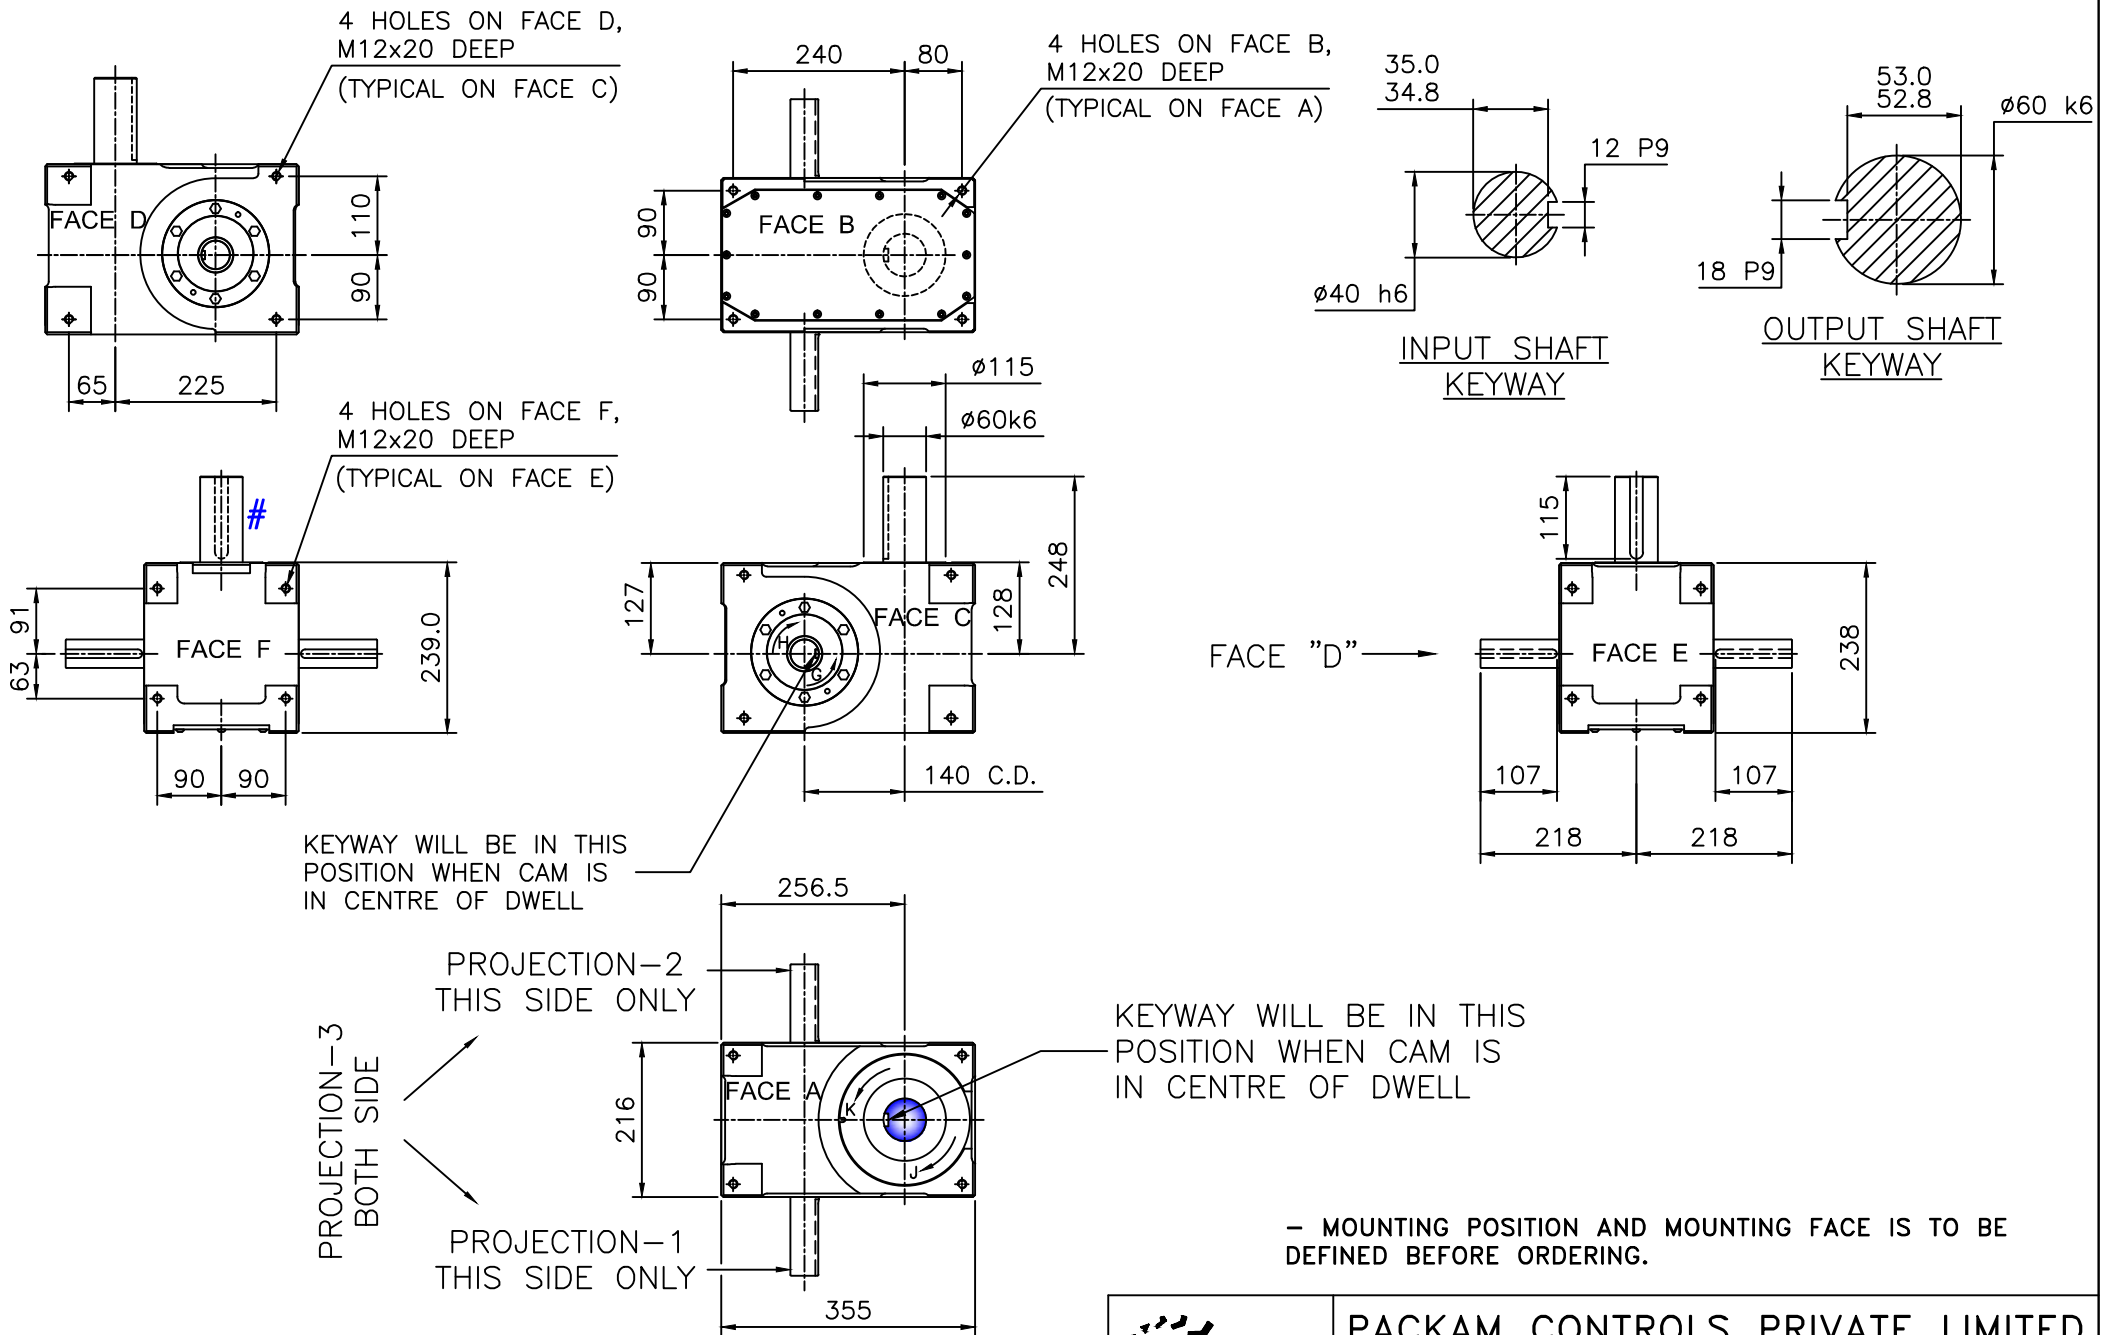 4 HOLES ON FACE D,
M12x20 DEEP
(TYPICAL ON FACE C)
FACE D
110
90
65
225
240
80
4 HOLES ON FACE B,
M12x20 DEEP
(TYPICAL ON FACE A)
FACE B
90
90
35.0
34.8
12 P9
ø40 h6
INPUT SHAFT
KEYWAY
53.0
52.8
ø60 k6
18 P9
OUTPUT SHAFT
KEYWAY
4 HOLES ON FACE F,
M12x20 DEEP
(TYPICAL ON FACE E)
#
91
63
FACE F
239.0
90
90
ø115
ø60k6
248
127
128
FACE C
H
G
140 C.D.
KEYWAY WILL BE IN THIS
POSITION WHEN CAM IS
IN CENTRE OF DWELL
FACE "D"
115
FACE E
238
107
107
218
218
256.5
PROJECTION-2
THIS SIDE ONLY
PROJECTION-3
BOTH SIDE
PROJECTION-1
THIS SIDE ONLY
216
FACE A
K
J
355
KEYWAY WILL BE IN THIS
POSITION WHEN CAM IS
IN CENTRE OF DWELL
- MOUNTING POSITION AND MOUNTING FACE IS TO BE
DEFINED BEFORE ORDERING.
PACKAM CONTROLS PRIVATE LIMITED